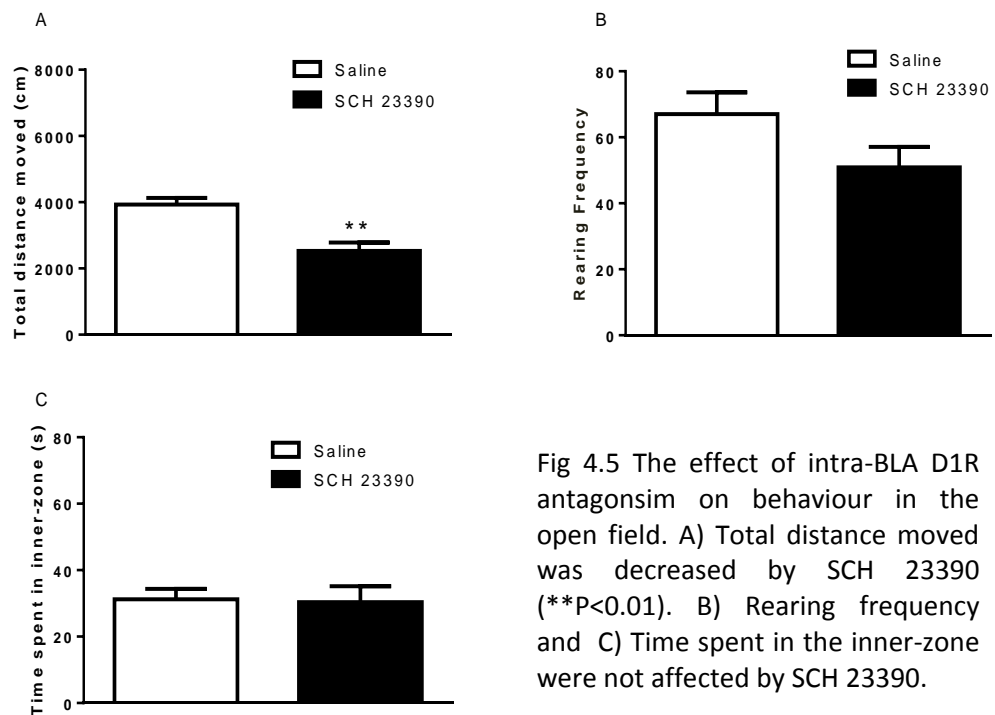 A
Total distance moved (cm)
8000
6000
4000
2000
0
Saline
SCH 23390
**
B
Rearing Frequency
80
60
40
20
0
Saline
SCH 23390
C
Time spent in inner-zone (s)
80
60
40
20
0
Saline
SCH 23390
Fig 4.5 The effect of intra-BLA D1R
antagonsim on behaviour in the
open field. A) Total distance moved
was decreased by SCH 23390
(**P<0.01). B) Rearing frequency
and C) Time spent in the inner-zone
were not affected by SCH 23390.